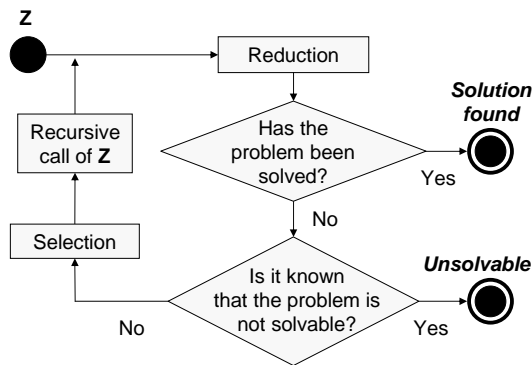 Z
Reduction
Solution
found
Has the
problem been
solved?
Yes
Recursive
call of Z
No
Selection
Unsolvable
Is it known
that the problem is
not solvable?
No
Yes